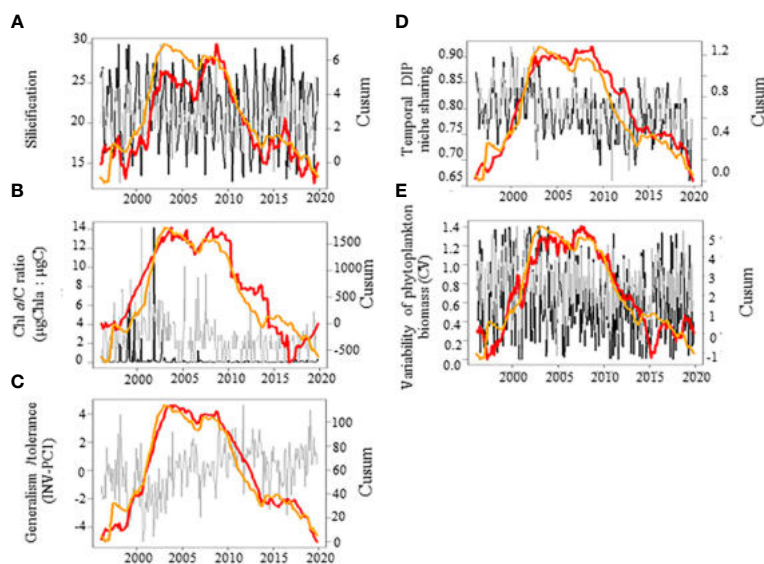 A
30
25
20
15
Silicification
6
4
2
0
Cusum
2000 2005 2010 2015 2020
B
14
12
10
8
6
4
2
0
Chl a/C ratio
(µgChla : µgC)
1500
1000
500
0
-500
Cusum
2000 2005 2010 2015 2020
C
4
2
0
-2
-4
Generalism /tolerance
(INV-PC1)
100
80
60
40
20
0
Cusum
2000 2005 2010 2015 2020
D
0.90
0.85
0.80
0.75
0.70
0.65
Temporal DIP
niche sharing
1.2
0.8
0.4
0.0
Cusum
2000 2005 2010 2015 2020
E
1.4
1.2
1.0
0.8
0.6
0.4
0.2
0.0
Variability of phytoplankton
biomass (CV)
5
4
3
2
1
0
-1
Cusum
2000 2005 2010 2015 2020